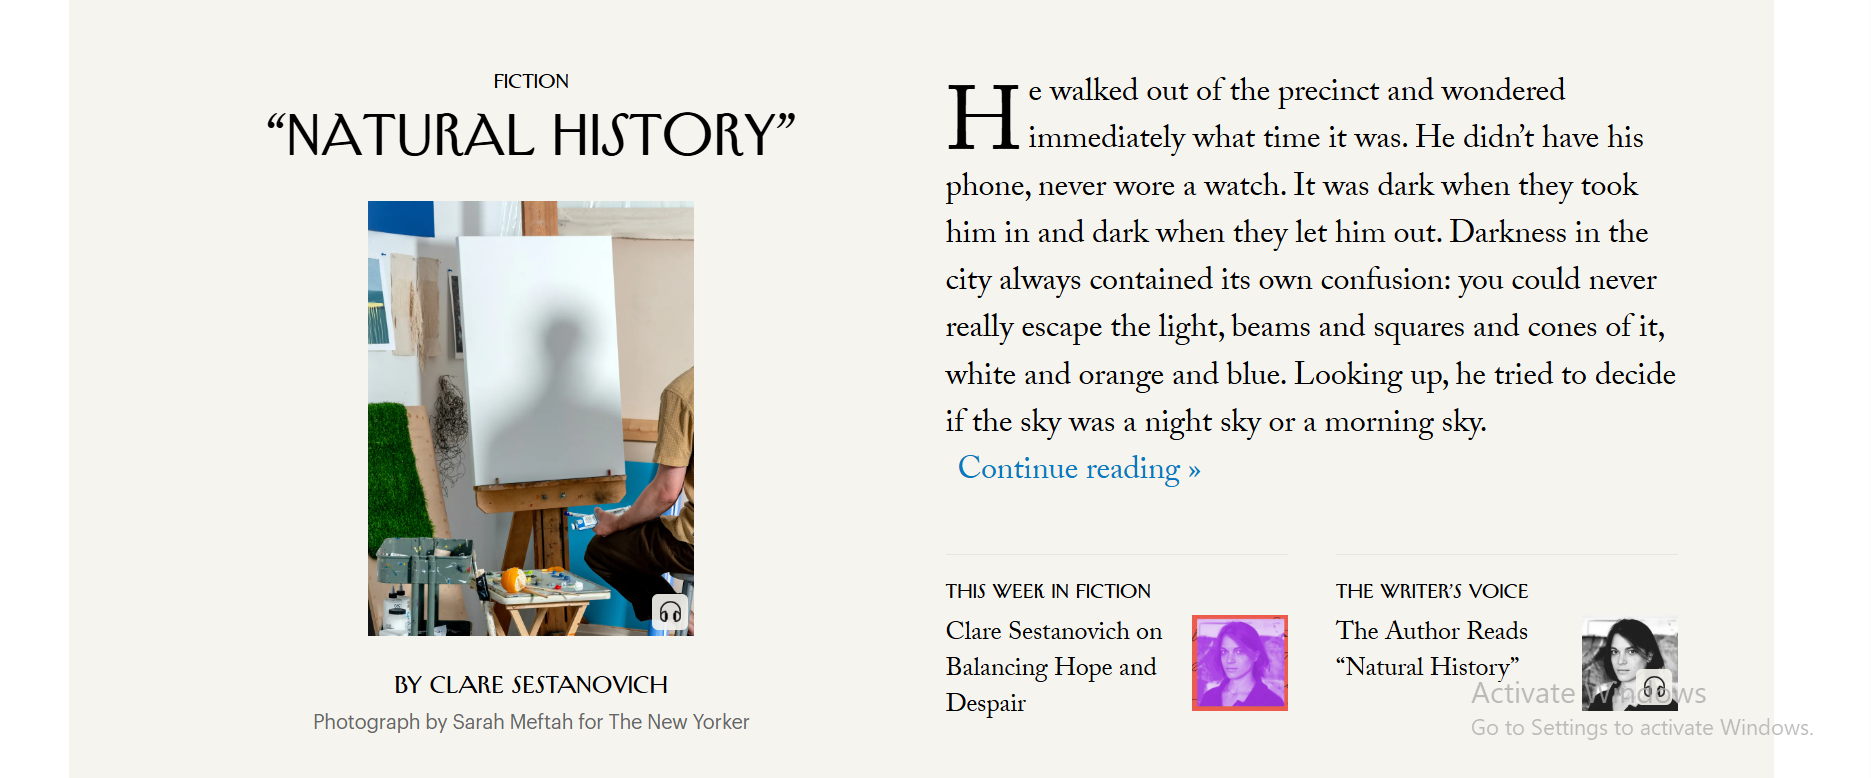 FICTION
“NATURAL HISTORY”
BY CLARE SESTANOVICH
Photograph by Sarah Meftah for The New Yorker
He walked out of the precinct and wondered
immediately what time it was. He didn’t have his
phone, never wore a watch. It was dark when they took
him in and dark when they let him out. Darkness in the
city always contained its own confusion: you could never
really escape the light, beams and squares and cones of it,
white and orange and blue. Looking up, he tried to decide
if the sky was a night sky or a morning sky.
Continue reading »
THIS WEEK IN FICTION
Clare Sestanovich on
Balancing Hope and
Despair
THE WRITER’S VOICE
The Author Reads
“Natural History”
Activate Windows
Go to Settings to activate Windows.